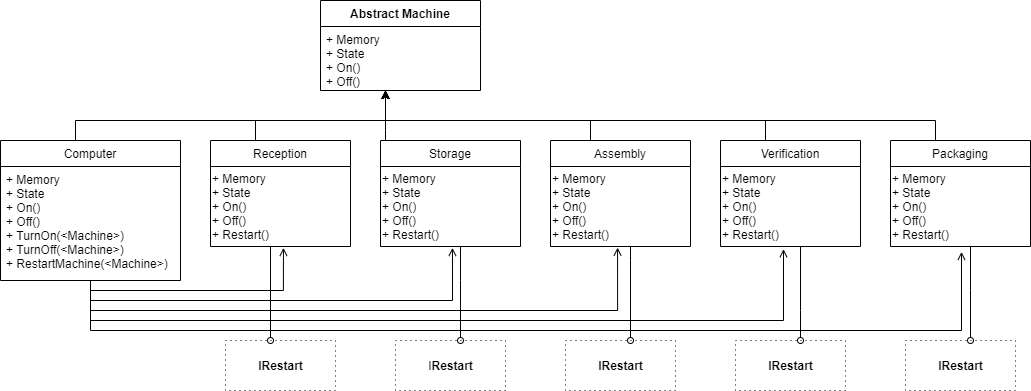 Abstract Machine
+ Memory
+ State
+ On()
+ Off()
Computer
+ Memory
+ State
+ On()
+ Off()
+ TurnOn(<Machine>)
+ TurnOff(<Machine>)
+ RestartMachine(<Machine>)
Reception
+ Memory
+ State
+ On()
+ Off()
+ Restart()
Storage
+ Memory
+ State
+ On()
+ Off()
+ Restart()
Assembly
+ Memory
+ State
+ On()
+ Off()
+ Restart()
Verification
+ Memory
+ State
+ On()
+ Off()
+ Restart()
Packaging
+ Memory
+ State
+ On()
+ Off()
+ Restart()
IRestart
IRestart
IRestart
IRestart
IRestart